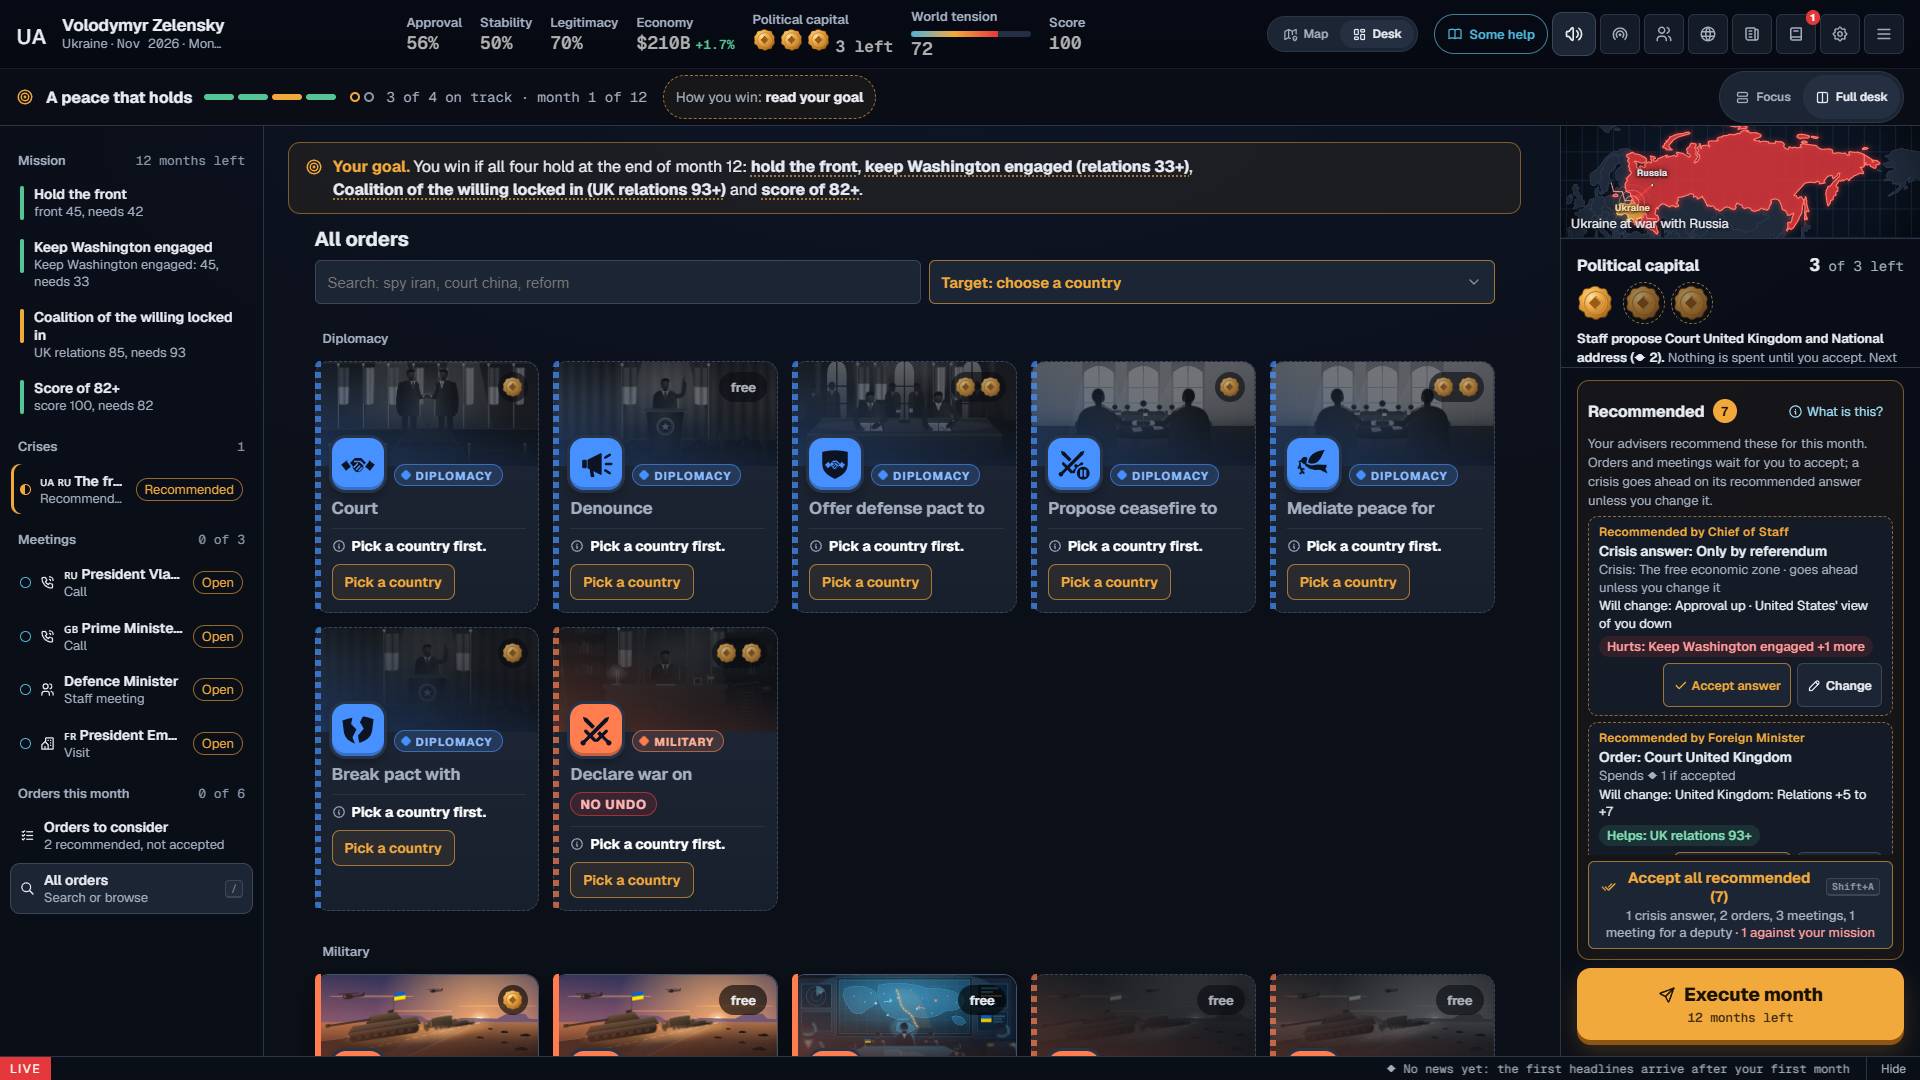 UA
Volodymyr Zelensky
Ukraine · Nov 2026 · Mon…
Approval
56%
Stability
50%
Legitimacy
70%
Economy
$210B +1.7%
Political capital
3 left
World tension
72
Score
100
Map
Desk
Some help
1
A peace that holds
3 of 4 on track · month 1 of 12
How you win: read your goal
Focus
Full desk
Mission
12 months left
Hold the front
front 45, needs 42
Keep Washington engaged
Keep Washington engaged: 45,
needs 33
Coalition of the willing locked
in
UK relations 85, needs 93
Score of 82+
score 100, needs 82
Crises
1
UA RU The fr…
Recommend…
Recommended
Meetings
0 of 3
RU President Vla…
Call
Open
GB Prime Ministe…
Call
Open
Defence Minister
Staff meeting
Open
FR President Em…
Visit
Open
Orders this month
0 of 6
Orders to consider
2 recommended, not accepted
All orders
Search or browse
/
Your goal. You win if all four hold at the end of month 12: hold the front, keep Washington engaged (relations 33+),
Coalition of the willing locked in (UK relations 93+) and score of 82+.
All orders
Search: spy iran, court china, reform
Target: choose a country
Diplomacy
DIPLOMACY
Court
Pick a country first.
Pick a country
free
DIPLOMACY
Denounce
Pick a country first.
Pick a country
DIPLOMACY
Offer defense pact to
Pick a country first.
Pick a country
DIPLOMACY
Propose ceasefire to
Pick a country first.
Pick a country
DIPLOMACY
Mediate peace for
Pick a country first.
Pick a country
DIPLOMACY
Break pact with
Pick a country first.
Pick a country
MILITARY
Declare war on
NO UNDO
Pick a country first.
Pick a country
Military
free
free
free
free
Russia
Ukraine
Ukraine at war with Russia
Political capital
3 of 3 left
Staff propose Court United Kingdom and National
address (◆ 2). Nothing is spent until you accept. Next
Recommended 7
What is this?
Your advisers recommend these for this month.
Orders and meetings wait for you to accept; a
crisis goes ahead on its recommended answer
unless you change it.
Recommended by Chief of Staff
Crisis answer: Only by referendum
Crisis: The free economic zone · goes ahead
unless you change it
Will change: Approval up · United States' view
of you down
Hurts: Keep Washington engaged +1 more
Accept answer
Change
Recommended by Foreign Minister
Order: Court United Kingdom
Spends ◆ 1 if accepted
Will change: United Kingdom: Relations +5 to
+7
Helps: UK relations 93+
Accept all recommended
(7)
Shift+A
1 crisis answer, 2 orders, 3 meetings, 1
meeting for a deputy · 1 against your mission
Execute month
12 months left
LIVE
◆ No news yet: the first headlines arrive after your first month
Hide